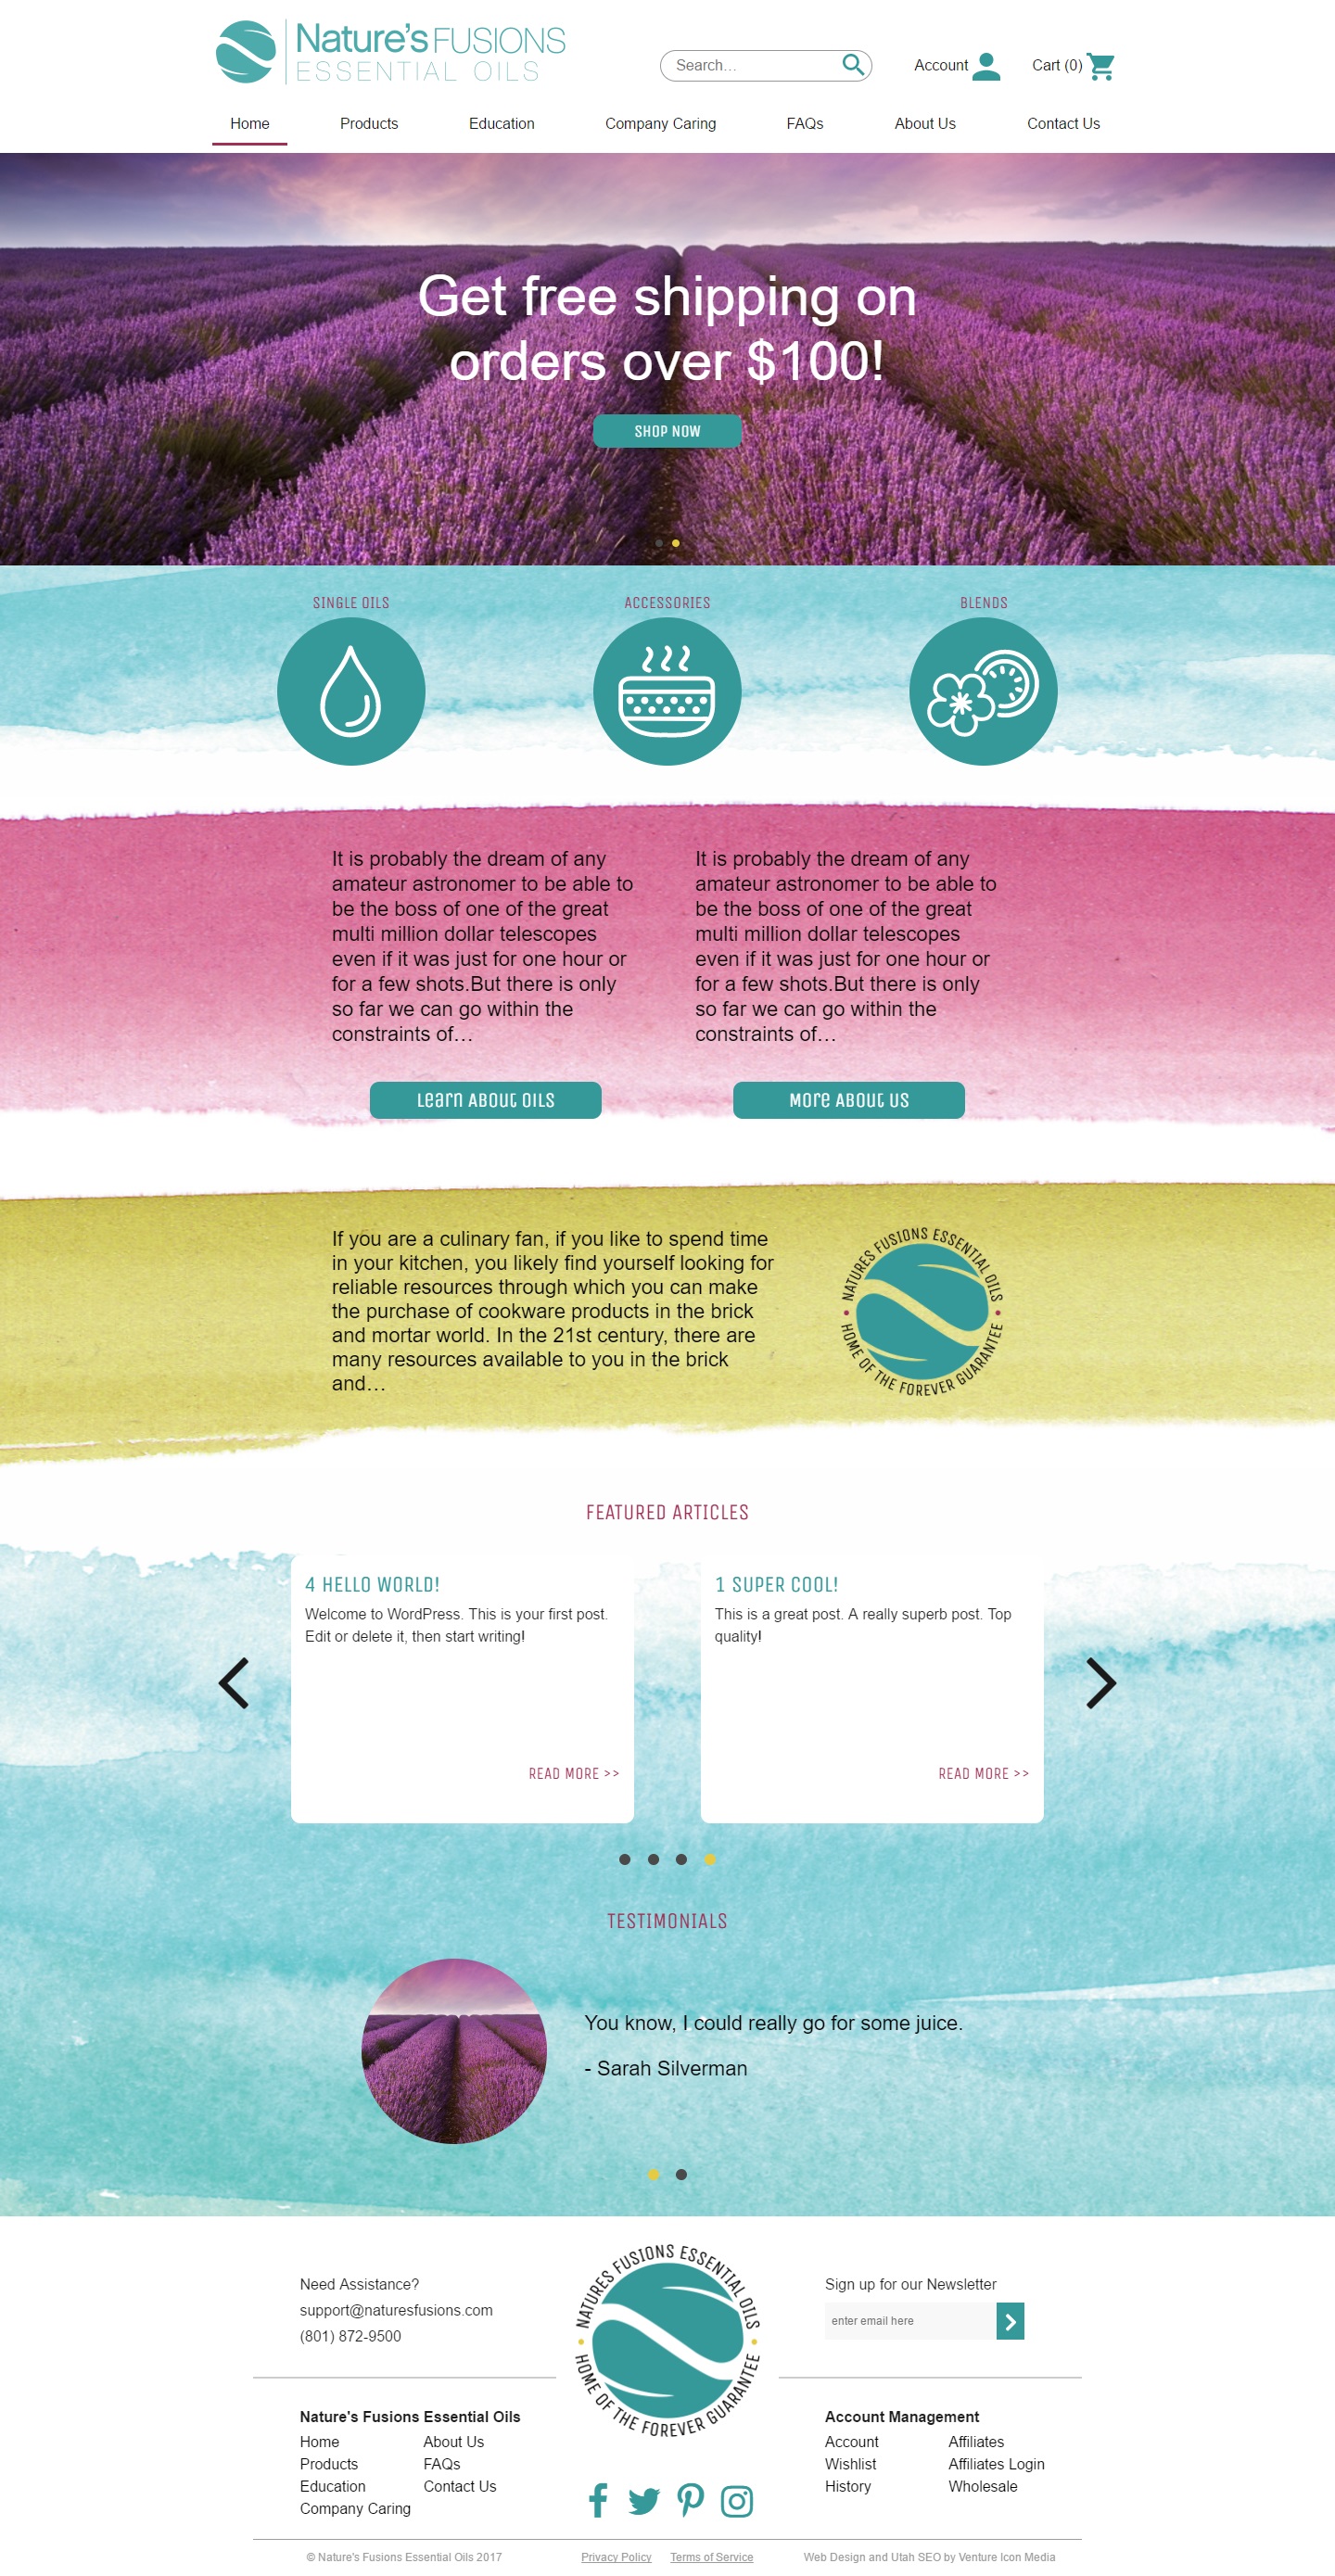 Nature's FUSIONS
ESSENTIAL OILS
Search...
Account
Cart (0)
Home
Products
Education
Company Caring
FAQs
About Us
Contact Us
Get free shipping on
orders over $100!
SHOP NOW
SINGLE OILS
ACCESSORIES
BLENDS
It is probably the dream of any
amateur astronomer to be able to
be the boss of one of the great
multi million dollar telescopes
even if it was just for one hour or
for a few shots.But there is only
so far we can go within the
constraints of…
Learn About Oils
It is probably the dream of any
amateur astronomer to be able to
be the boss of one of the great
multi million dollar telescopes
even if it was just for one hour or
for a few shots.But there is only
so far we can go within the
constraints of…
More About Us
If you are a culinary fan, if you like to spend time
in your kitchen, you likely find yourself looking for
reliable resources through which you can make
the purchase of cookware products in the brick
and mortar world. In the 21st century, there are
many resources available to you in the brick
and…
NATURES FUSIONS ESSENTIAL OILS
HOME OF THE FOREVER GUARANTEE
FEATURED ARTICLES
4 HELLO WORLD!
Welcome to WordPress. This is your first post.
Edit or delete it, then start writing!
READ MORE >>
1 SUPER COOL!
This is a great post. A really superb post. Top
quality!
READ MORE >>
TESTIMONIALS
You know, I could really go for some juice.
- Sarah Silverman
Need Assistance?
support@naturesfusions.com
(801) 872-9500
NATURES FUSIONS ESSENTIAL OILS
HOME OF THE FOREVER GUARANTEE
Sign up for our Newsletter
enter email here
Nature's Fusions Essential Oils
Home
Products
Education
Company Caring
About Us
FAQs
Contact Us
Account Management
Account
Wishlist
History
Affiliates
Affiliates Login
Wholesale
© Nature's Fusions Essential Oils 2017
Privacy Policy
Terms of Service
Web Design and Utah SEO by Venture Icon Media